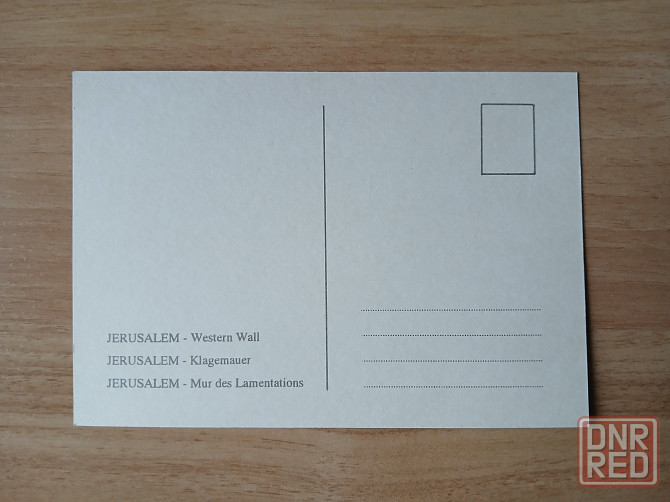 JERUSALEM - Western Wall
JERUSALEM - Klagemauer
JERUSALEM - Mur des Lamentations
DNR
RED